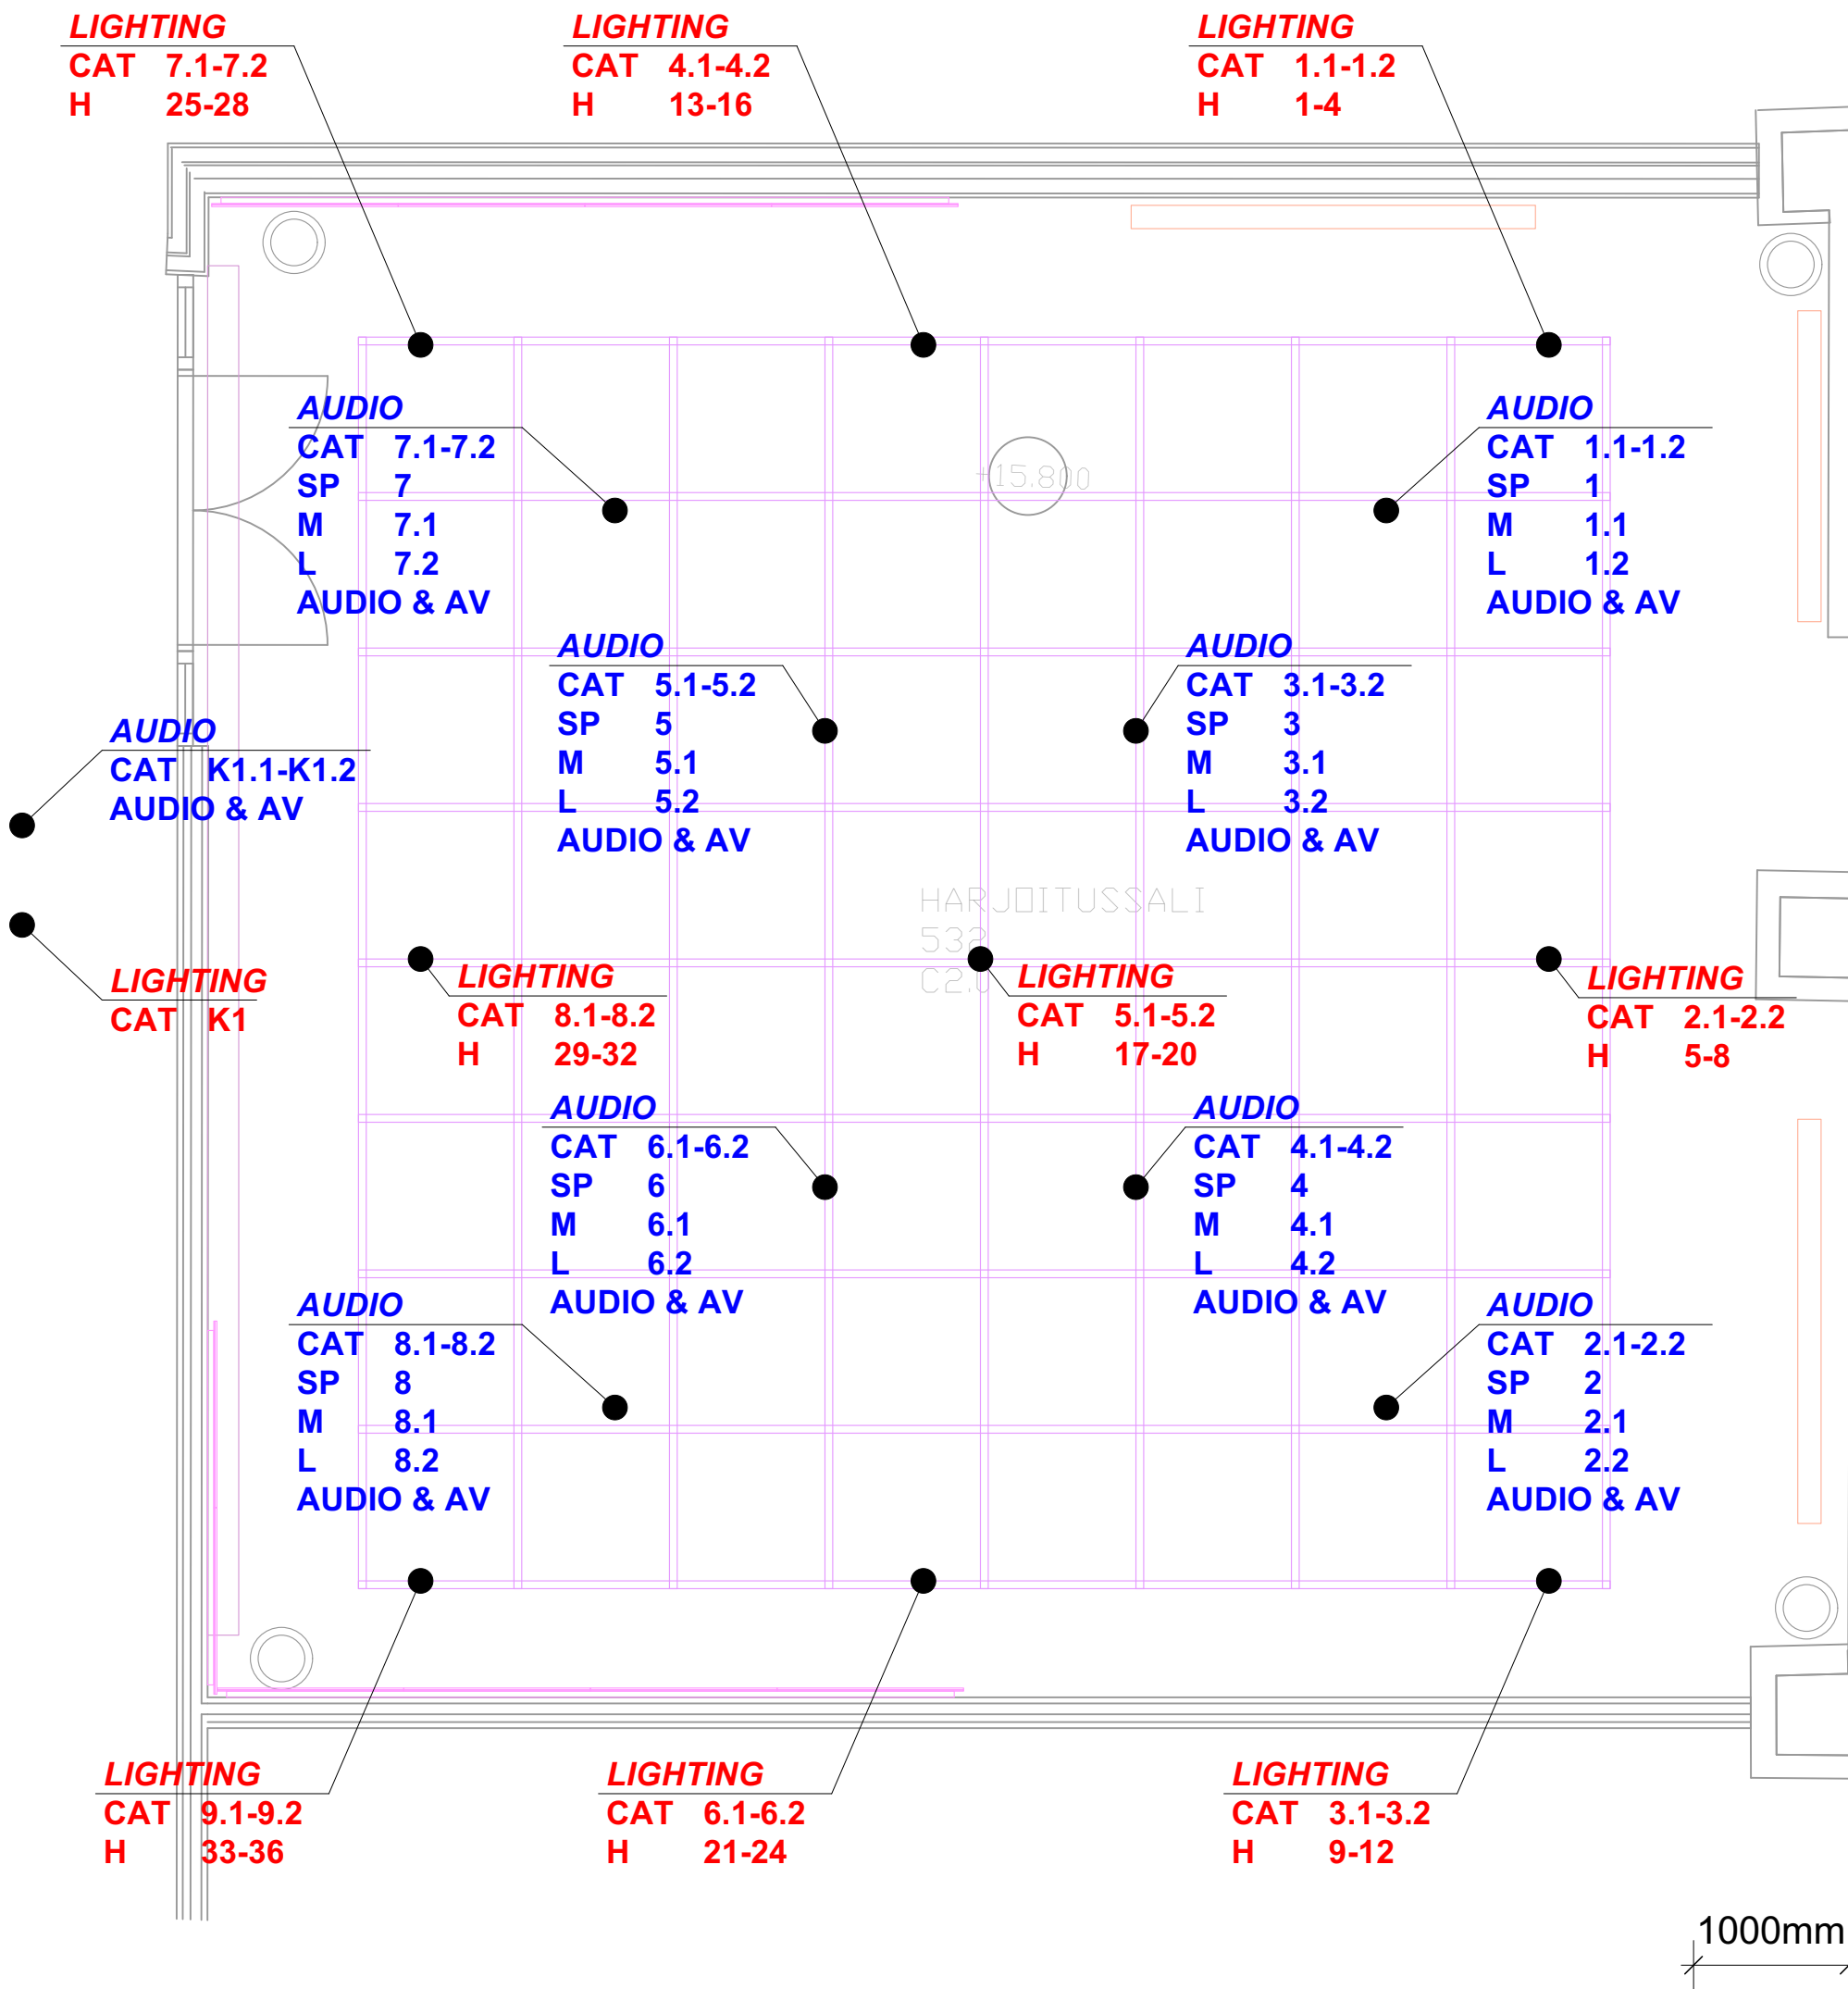 LIGHTING
CAT 7.1-7.2
H 25-28
LIGHTING
CAT 4.1-4.2
H 13-16
LIGHTING
CAT 1.1-1.2
H 1-4
AUDIO
CAT 7.1-7.2
SP 7
M 7.1
L 7.2
AUDIO & AV
+15.800
AUDIO
CAT 1.1-1.2
SP 1
M 1.1
L 1.2
AUDIO & AV
AUDIO
CAT 5.1-5.2
SP 5
M 5.1
L 5.2
AUDIO & AV
AUDIO
CAT 3.1-3.2
SP 3
M 3.1
L 3.2
AUDIO & AV
AUDIO
CAT K1.1-K1.2
AUDIO & AV
HARJOITUSSALI
532
C2.0
LIGHTING
CAT K1
LIGHTING
CAT 8.1-8.2
H 29-32
LIGHTING
CAT 5.1-5.2
H 17-20
LIGHTING
CAT 2.1-2.2
H 5-8
AUDIO
CAT 6.1-6.2
SP 6
M 6.1
L 6.2
AUDIO & AV
AUDIO
CAT 4.1-4.2
SP 4
M 4.1
L 4.2
AUDIO & AV
AUDIO
CAT 8.1-8.2
SP 8
M 8.1
L 8.2
AUDIO & AV
AUDIO
CAT 2.1-2.2
SP 2
M 2.1
L 2.2
AUDIO & AV
LIGHTING
CAT 9.1-9.2
H 33-36
LIGHTING
CAT 6.1-6.2
H 21-24
LIGHTING
CAT 3.1-3.2
H 9-12
1000mm